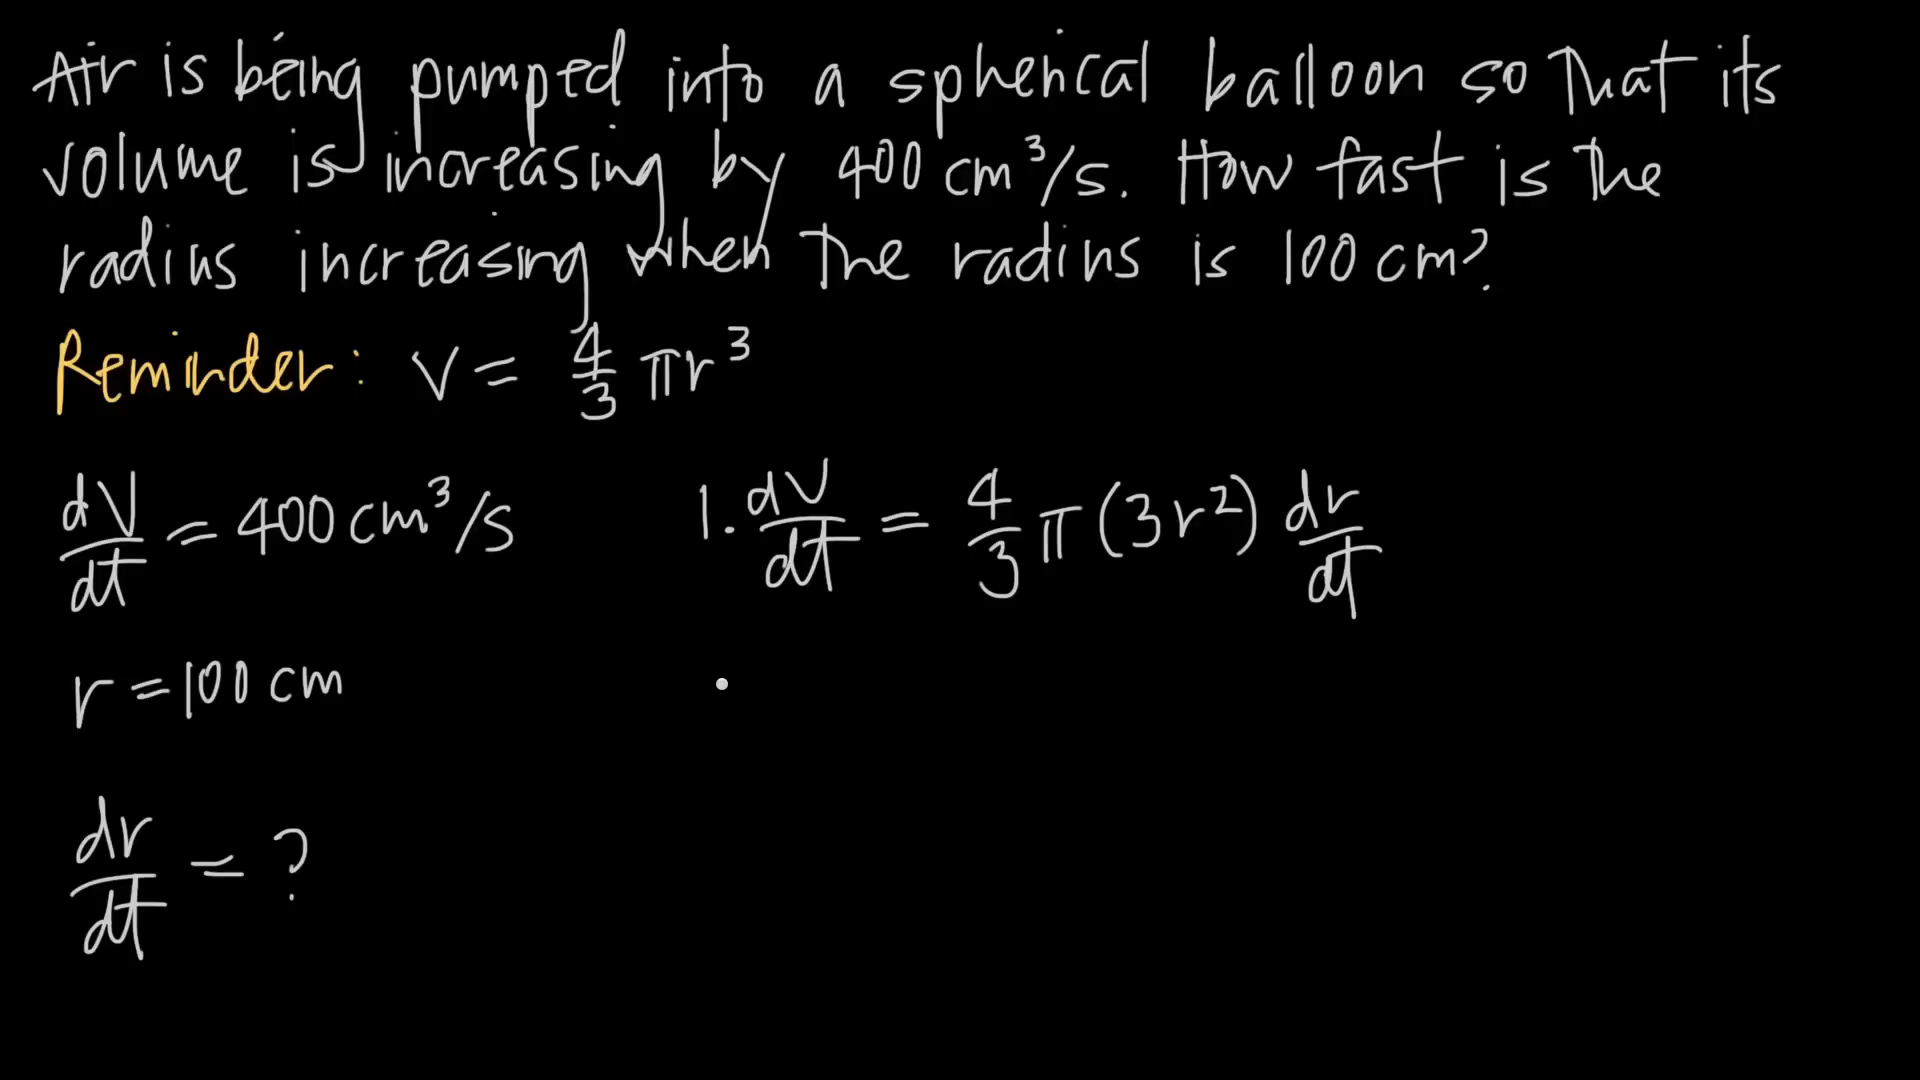 Air is being pumped into a spherical balloon so that its
volume is increasing by 400 cm³/s. How fast is the
radius increasing when the radius is 100 cm?
Reminder: V = 4/3 πr³
dV/dt = 400 cm³/s
1. dV/dt = 4/3 π (3r²) dr/dt
r = 100 cm
dr/dt = ?